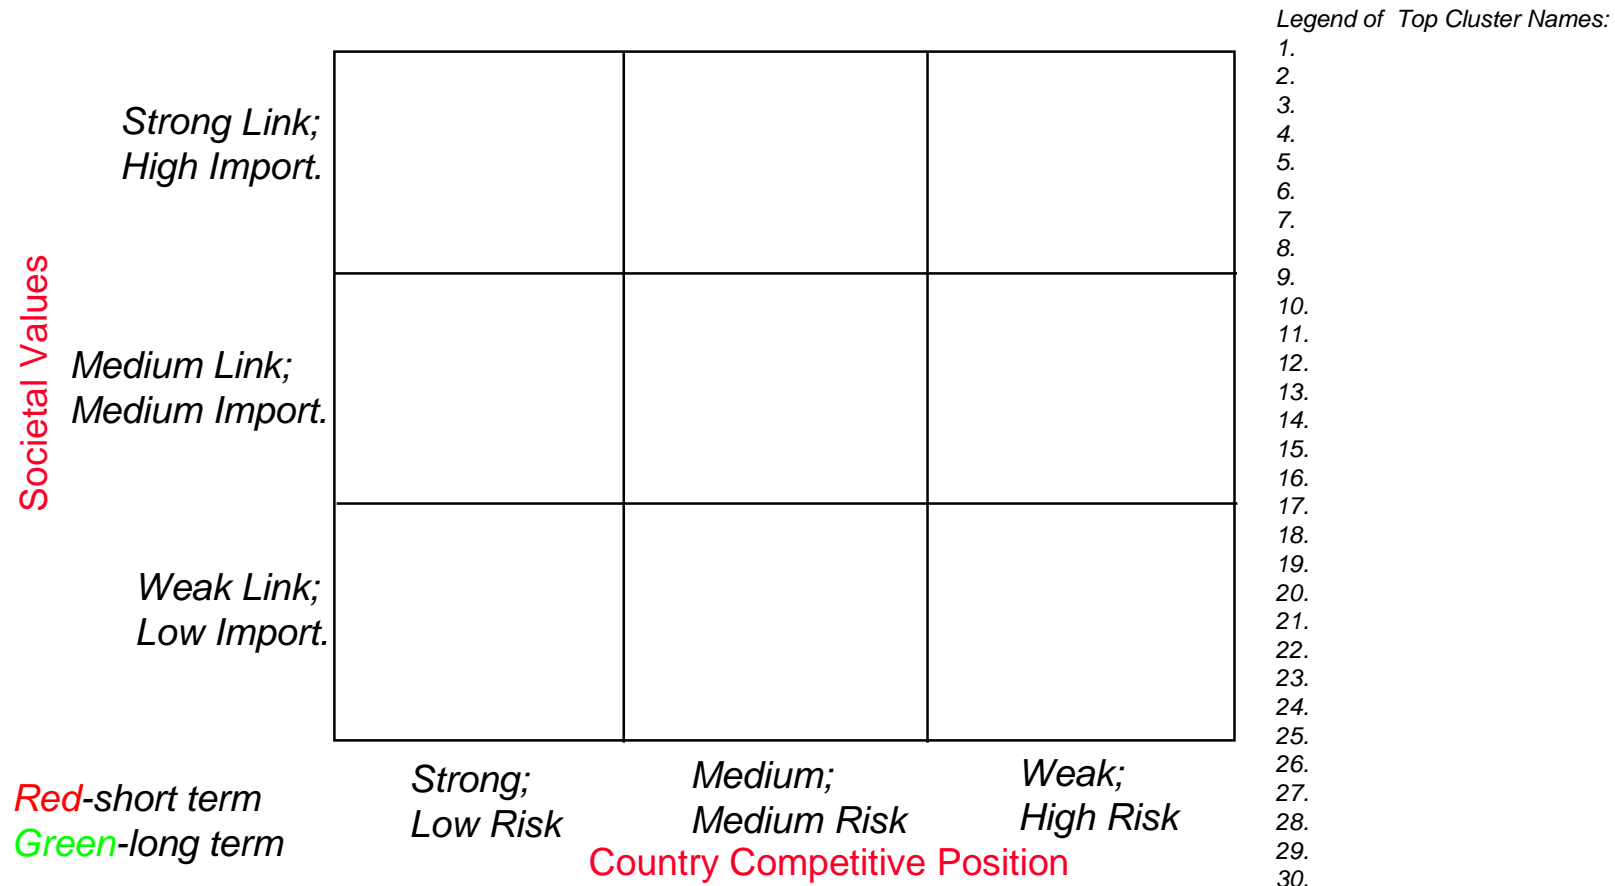 Legend of Top Cluster Names:
1.
2.
3.
4.
5.
6.
7.
8.
9.
10.
11.
12.
13.
14.
15.
16.
17.
18.
19.
20.
21.
22.
23.
24.
25.
26.
27.
28.
29.
30.
Societal Values
Strong Link;
High Import.
Medium Link;
Medium Import.
Weak Link;
Low Import.
Strong;
Low Risk
Medium;
Medium Risk
Weak;
High Risk
Country Competitive Position
Red-short term
Green-long term